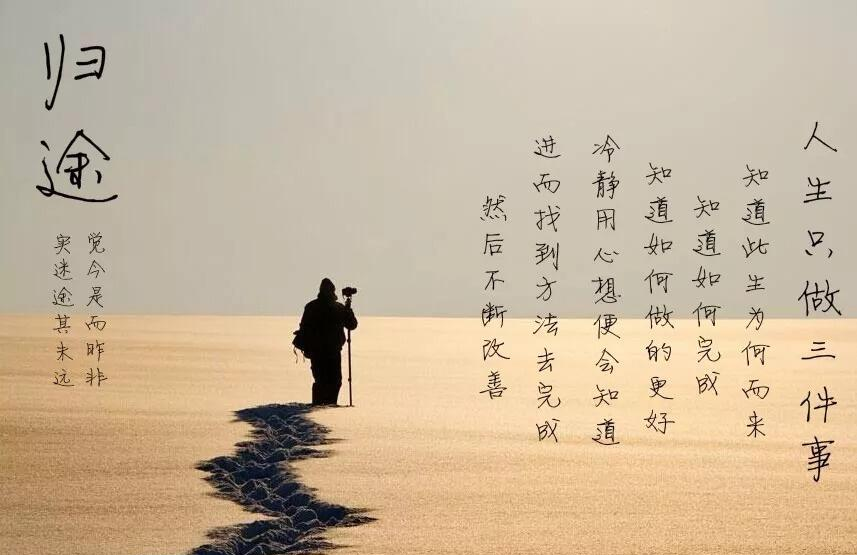 人生只做三件事
知道此生为何而来
知道如何完成
知道如何做的更好
冷静用心想便会知道
进而找到方法去完成
然后不断改善
归途
觉今是而昨非
实迷途其未远